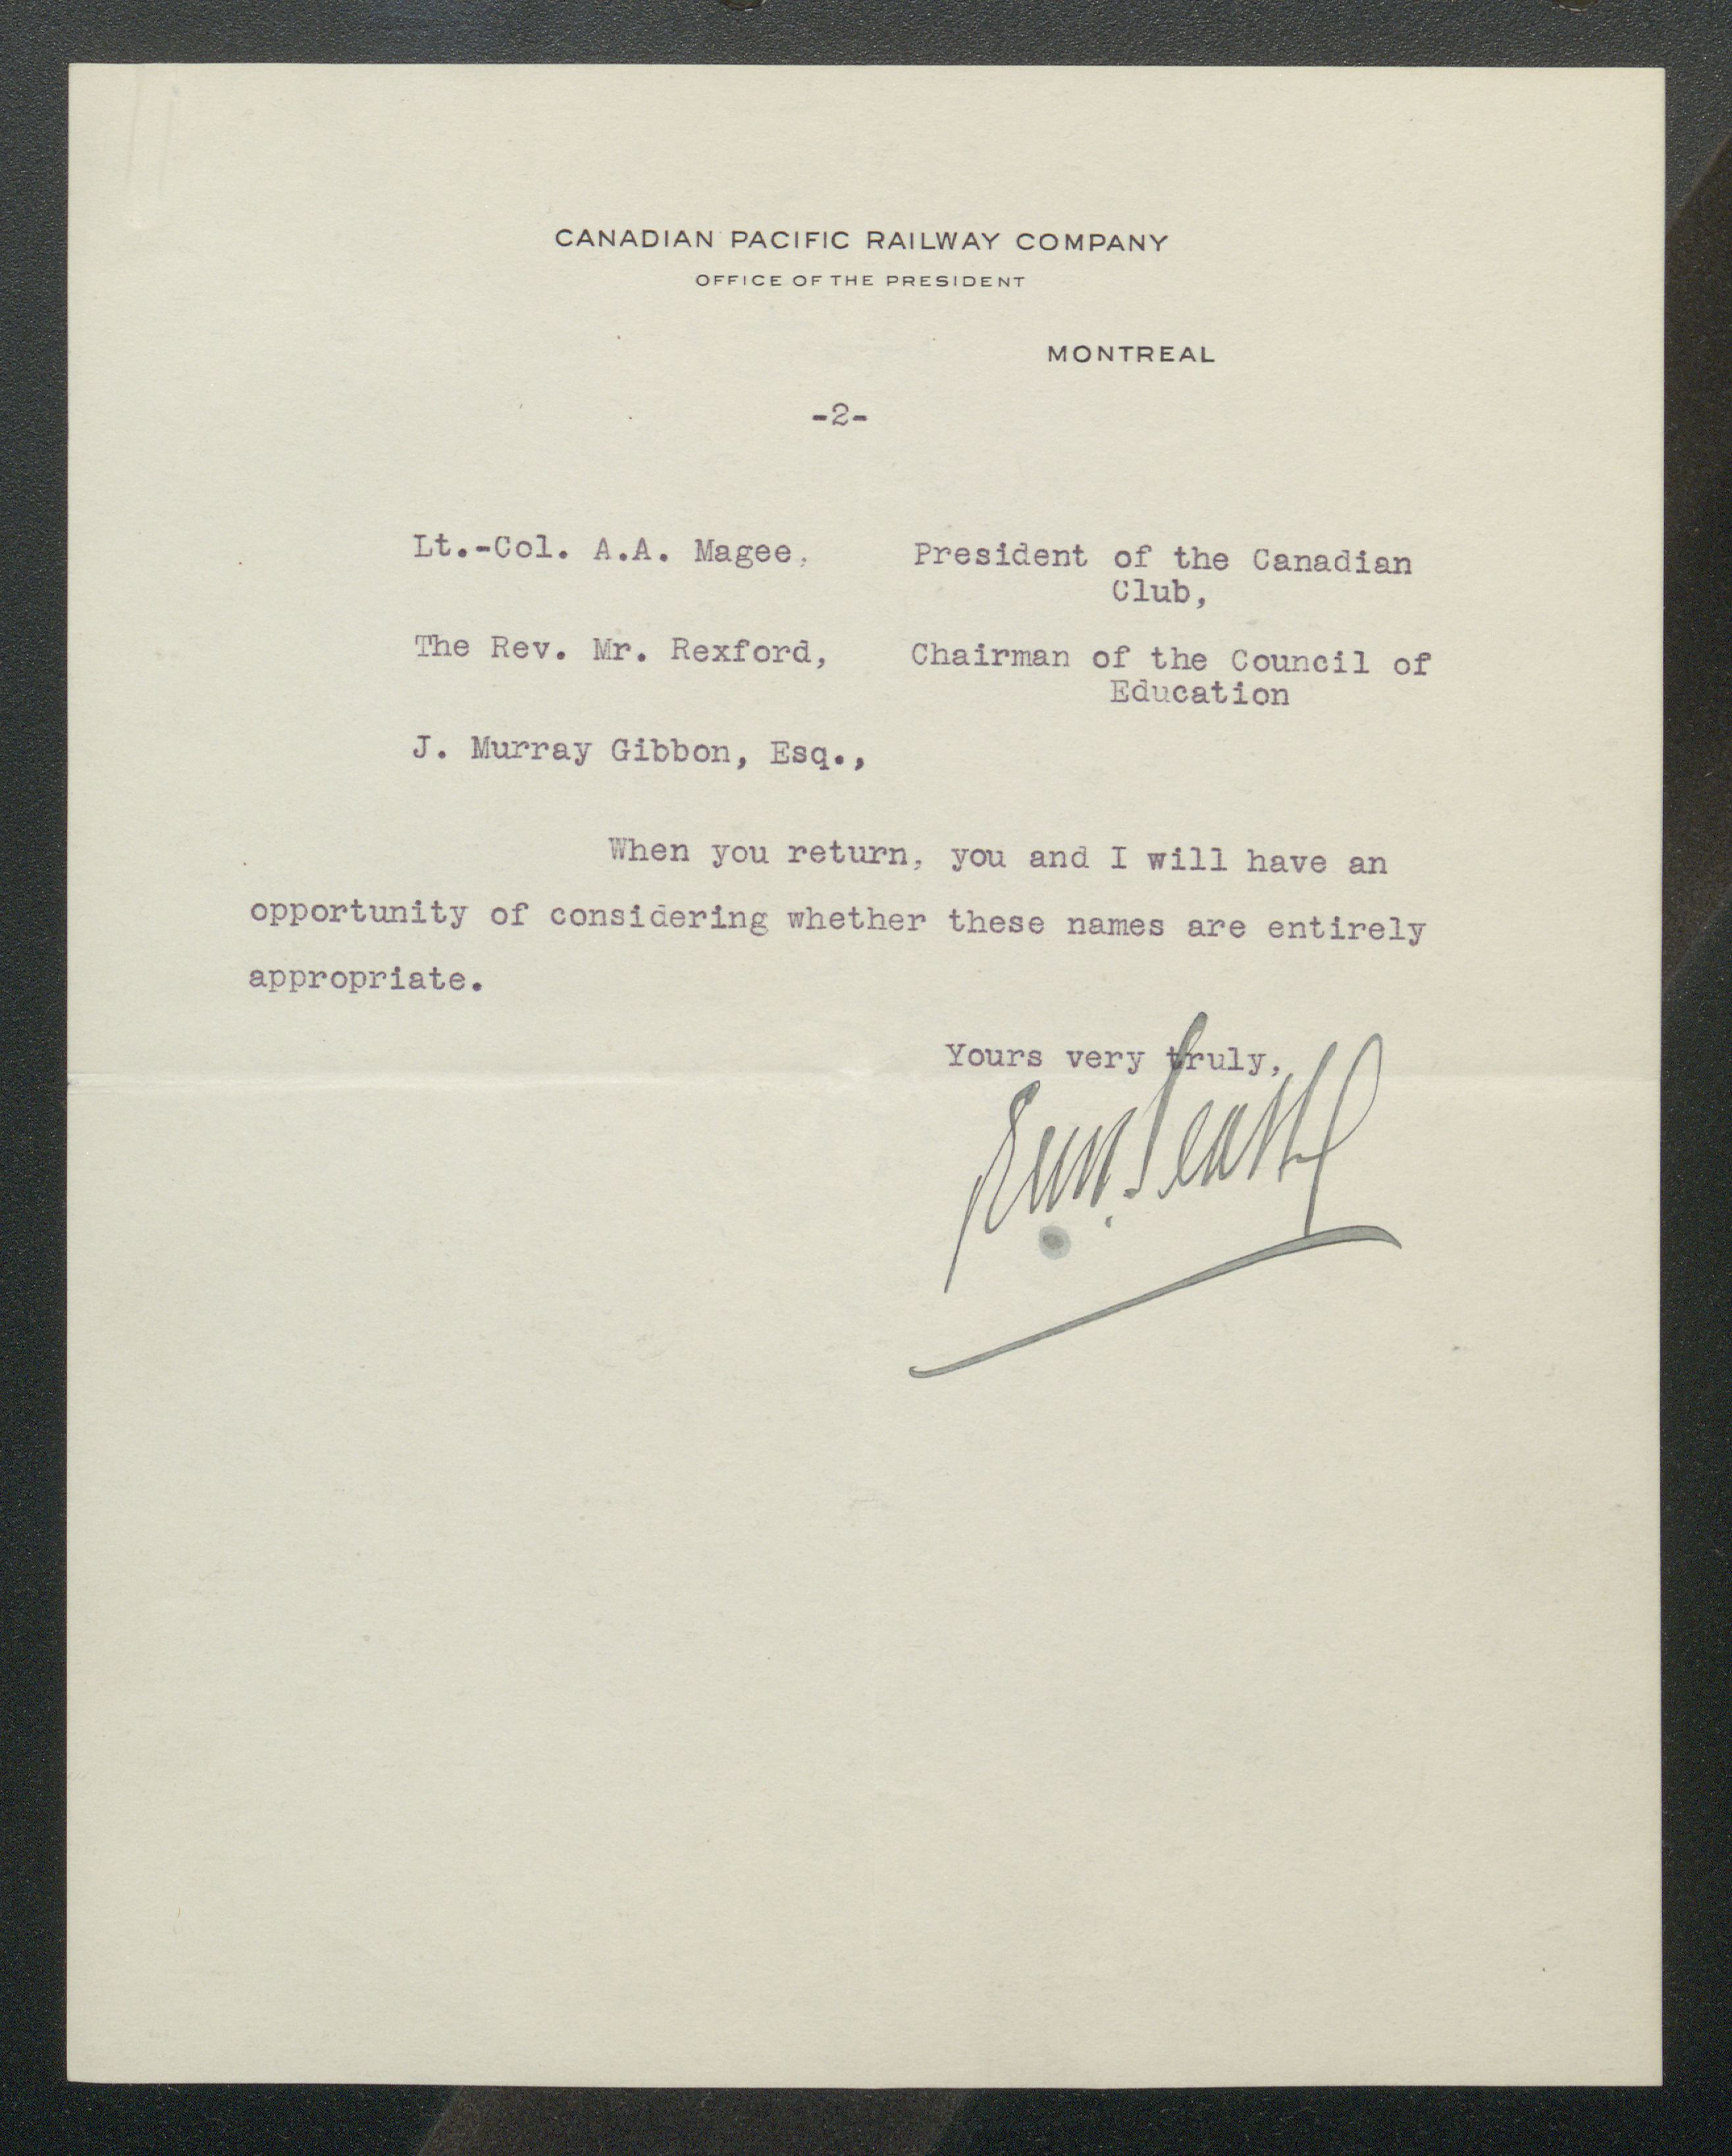 CANADIAN PACIFIC RAILWAY COMPANY
OFFICE OF THE PRESIDENT
MONTREAL
-2-
Lt.-Col. A.A. Magee, President of the Canadian
Club,
The Rev. Mr. Rexford, Chairman of the Council of
Education
J. Murray Gibbon, Esq.,
When you return, you and I will have an
opportunity of considering whether these names are entirely
appropriate.
Yours very truly,